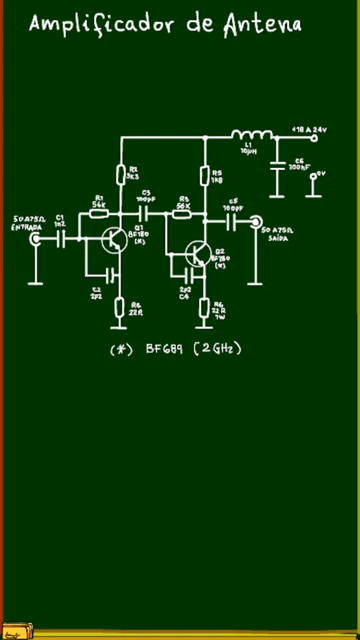 Amplificador de Antena
+18 A 24V
L1
10µH
C6
100nF
0V
R2
3K3
R5
1K8
C3
100pF
R1
56K
R3
56K
C5
100pF
50 A 75Ω
ENTRADA
C1
1n2
Q1
BF180
(*)
Q2
BF180
(*)
50 A 75Ω
SAÍDA
C2
2p2
2p2
C4
R4
22R
R6
22R
1W
(*) BF689 (2GHz)